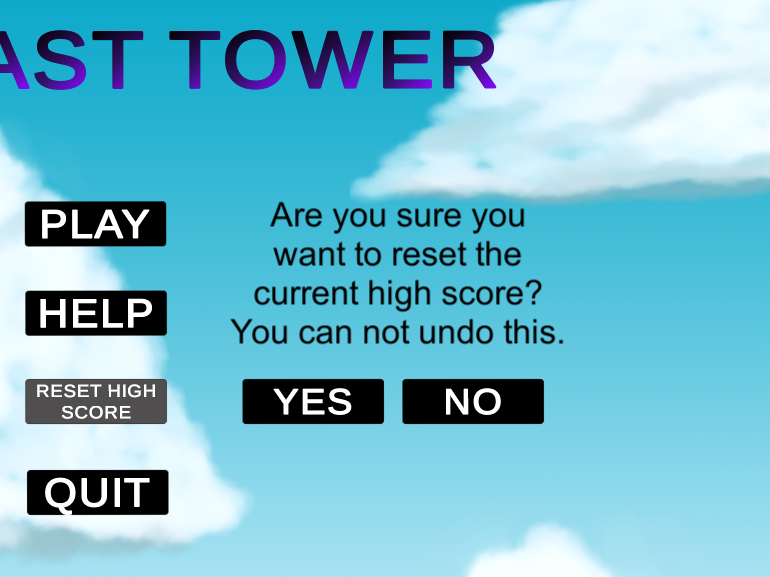 AST TOWER
PLAY
HELP
RESET HIGH
SCORE
QUIT
Are you sure you
want to reset the
current high score?
You can not undo this.
YES
NO